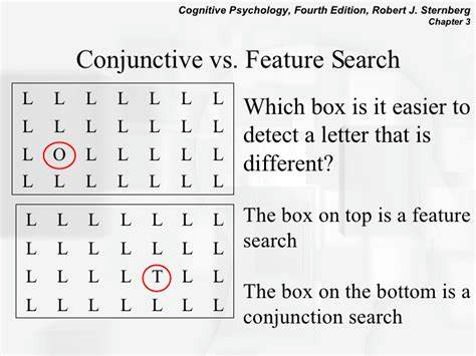 Cognitive Psychology, Fourth Edition, Robert J. Sternberg
Chapter 3
Conjunctive vs. Feature Search
L L L L L L L
L L L L L L L
L O L L L L L
L L L L L L L
Which box is it easier to
detect a letter that is
different?
L L L L L L L
L L L L L L L
L L L L T L L
L L L L L L L
The box on top is a feature
search
The box on the bottom is a
conjunction search